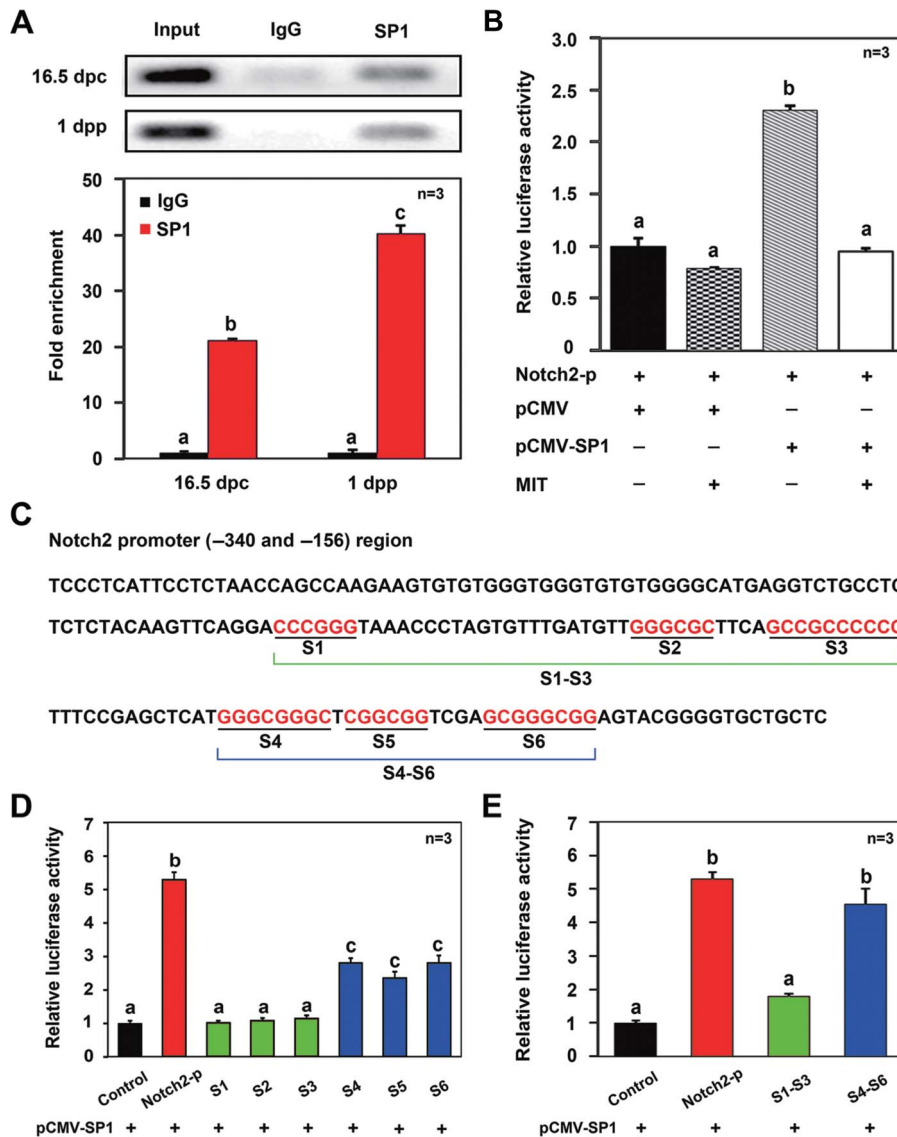 A
Input IgG SP1
16.5 dpc
1 dpp
50
40
30
20
10
0
Fold enrichment
IgG
SP1
n=3
a b a c
16.5 dpc 1 dpp
B
3.0
2.5
2.0
1.5
1.0
0.5
0
Relative luciferase activity
n=3
a a b a
Notch2-p + + + +
pCMV + + – –
pCMV-SP1 – – + +
MIT – + – +
C
Notch2 promoter (–340 and –156) region
TCCCTCATTCCTCTAACCAGCCAAGAAGTGTGTGGGTGGGTGTGTGGGGCATGAGGTCTGCCTC
TCTCTACAAGTTCAGGACCCGGGTAAACCCTAGTGTTTGATGTTGGGCGCTTCAGCCGCCCCCC
S1 S2 S3
S1-S3
TTTCCGAGCTCATGGGCGGGCTCGGCGGTCGAGCGGGCGGAGTACGGGGTGCTGCTC
S4 S5 S6
S4-S6
D
7
6
5
4
3
2
1
0
Relative luciferase activity
n=3
a b a a a c c c
Control Notch2-p S1 S2 S3 S4 S5 S6
pCMV-SP1 + + + + + + + +
E
7
6
5
4
3
2
1
0
Relative luciferase activity
n=3
a b a b
Control Notch2-p S1-S3 S4-S6
pCMV-SP1 + + + +